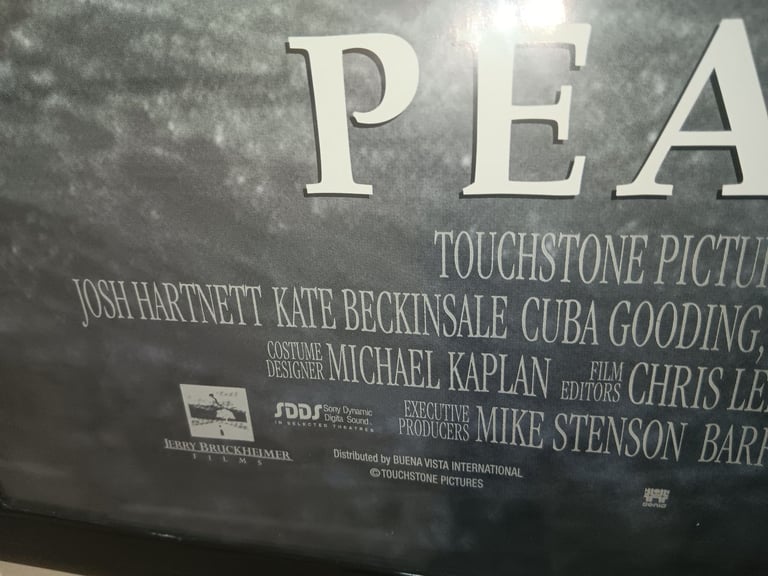 PEA
TOUCHSTONE PICTU
JOSH HARTNETT KATE BECKINSALE CUBA GOODING,
COSTUME DESIGNER MICHAEL KAPLAN FILM EDITORS CHRIS LE
EXECUTIVE PRODUCERS MIKE STENSON BARR
JERRY BRUCKHEIMER
FILMS
SDDS Sony Dynamic Digital Sound
IN SELECTED THEATRES
Distributed by BUENA VISTA INTERNATIONAL
©TOUCHSTONE PICTURES